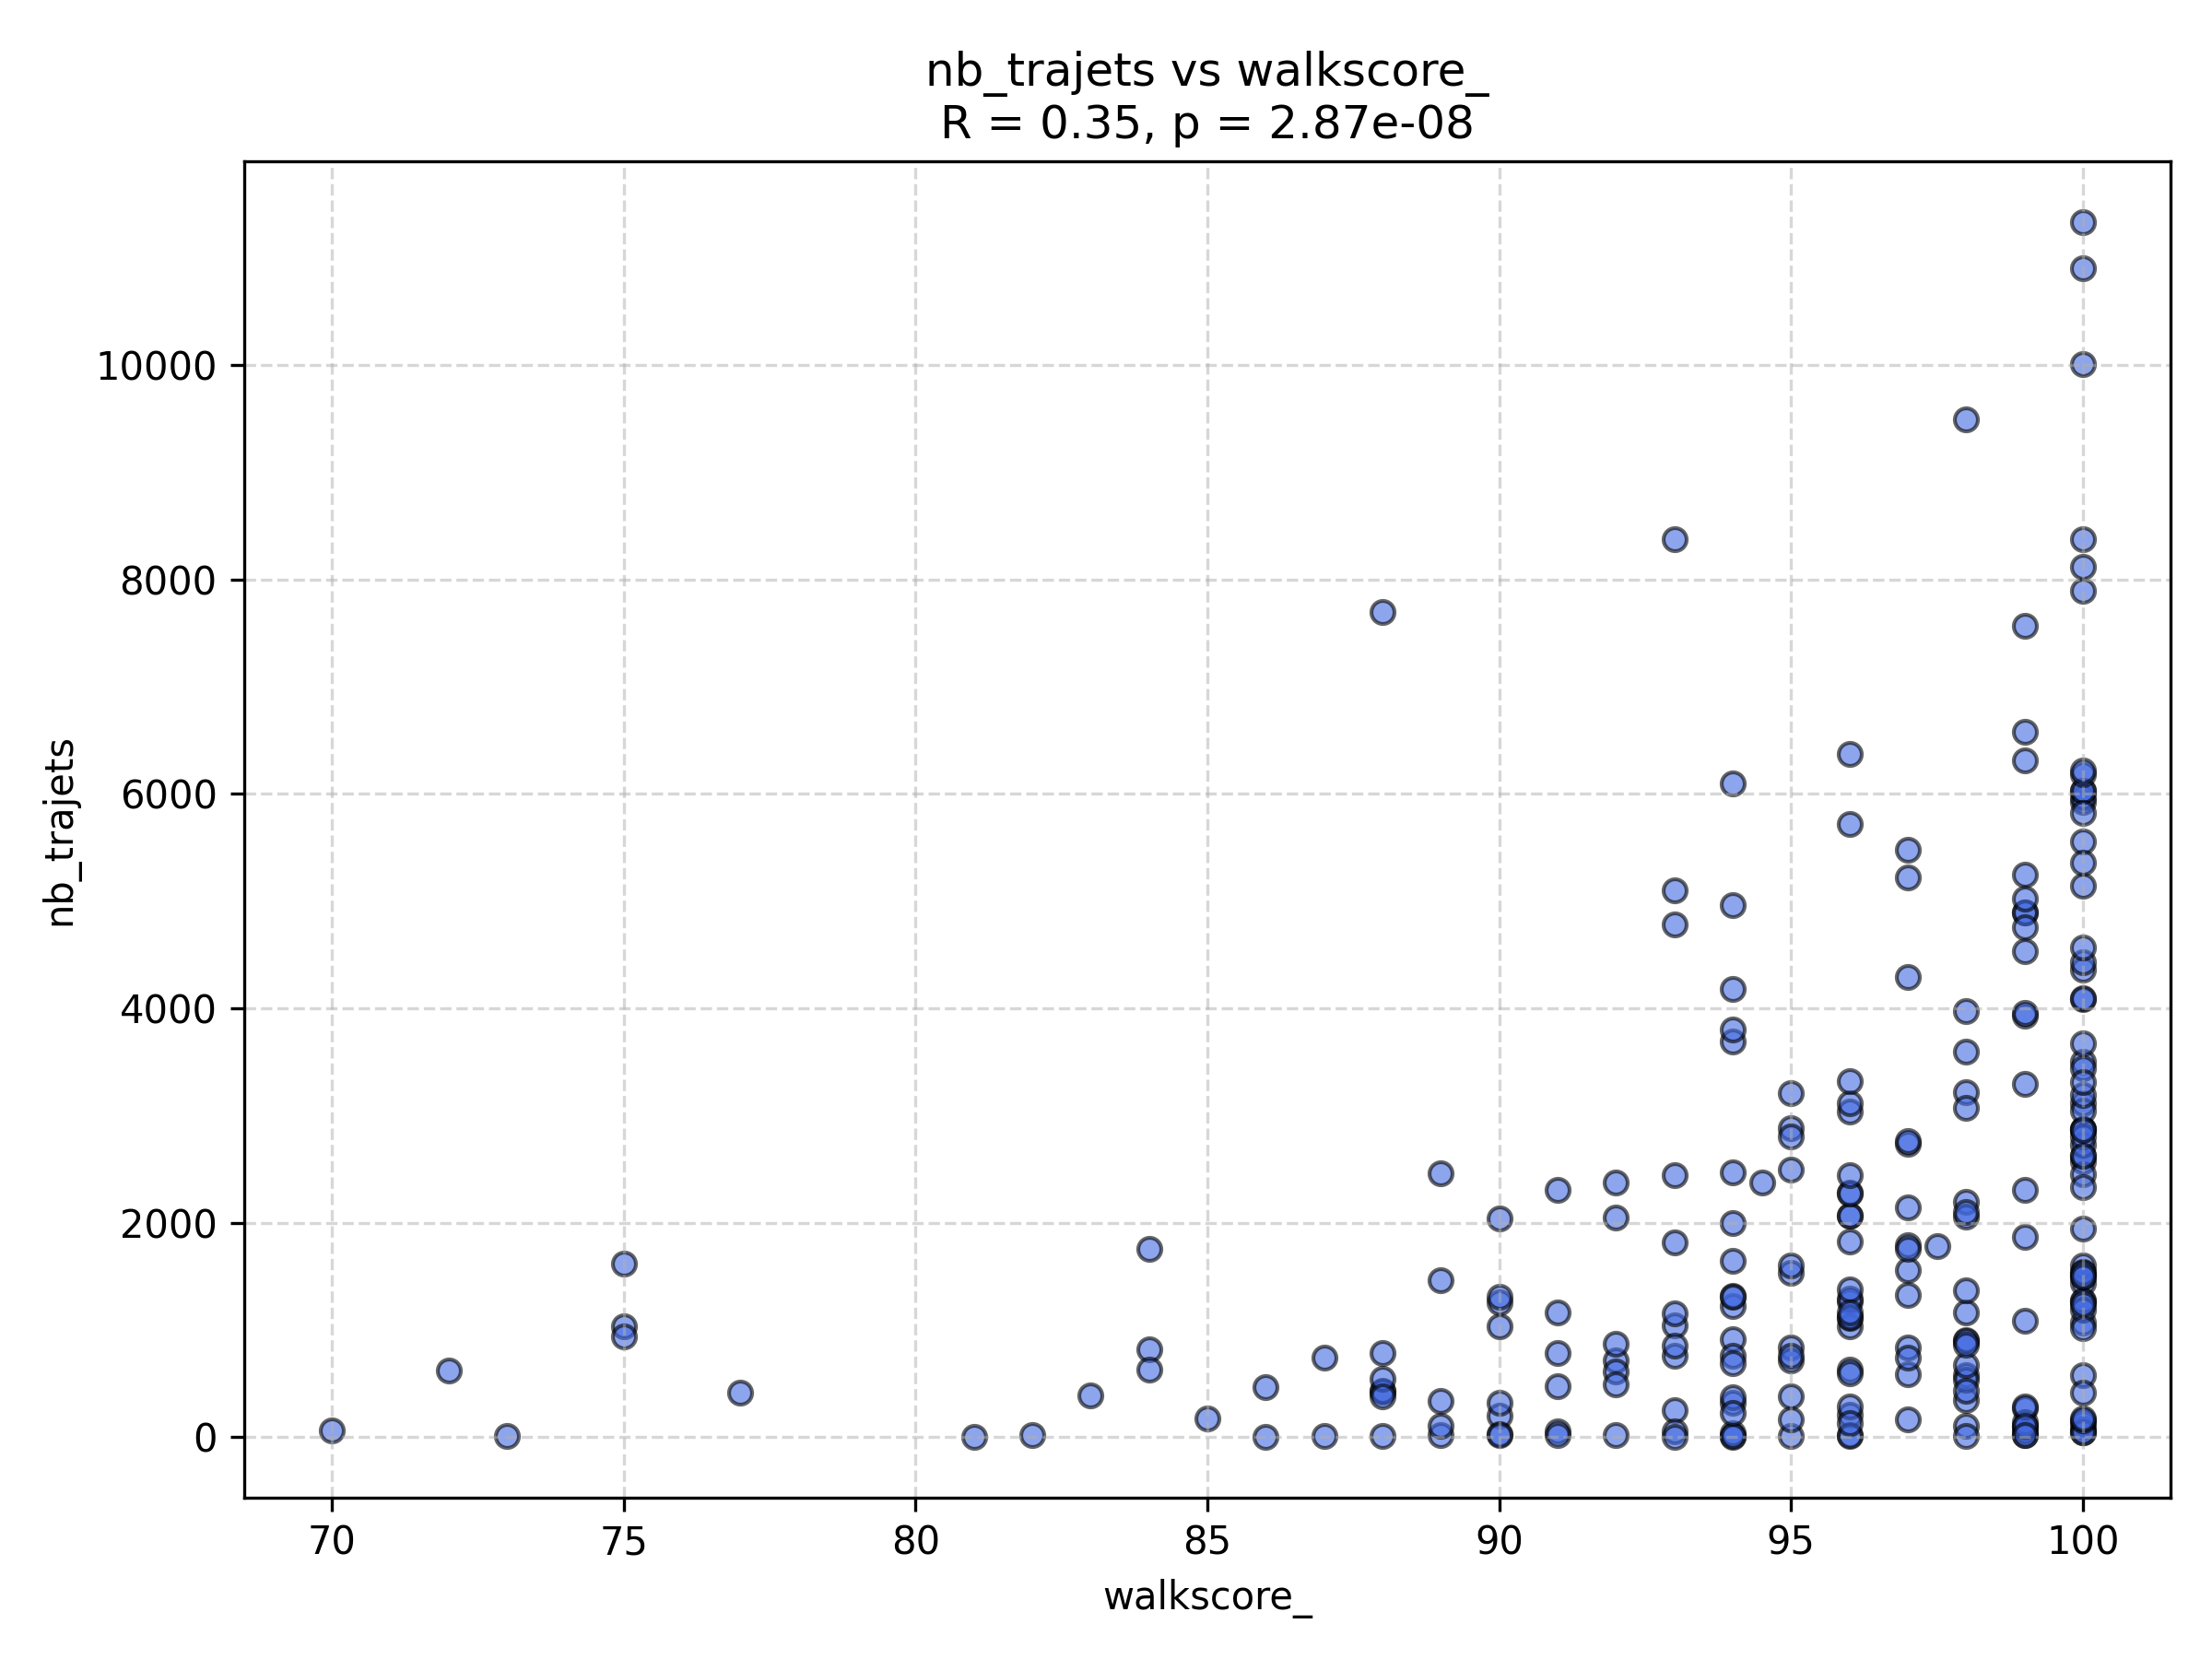 nb_trajets vs walkscore_
R = 0.35, p = 2.87e-08
10000
8000
6000
4000
2000
0
nb_trajets
70 75 80 85 90 95 100
walkscore_